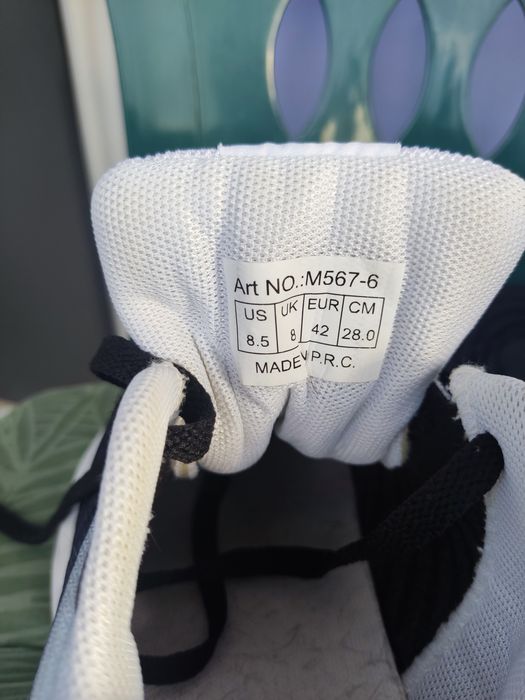 Art NO.:M567-6
US UK EUR CM
8.5 8 42 28.0
MADE P.R.C.